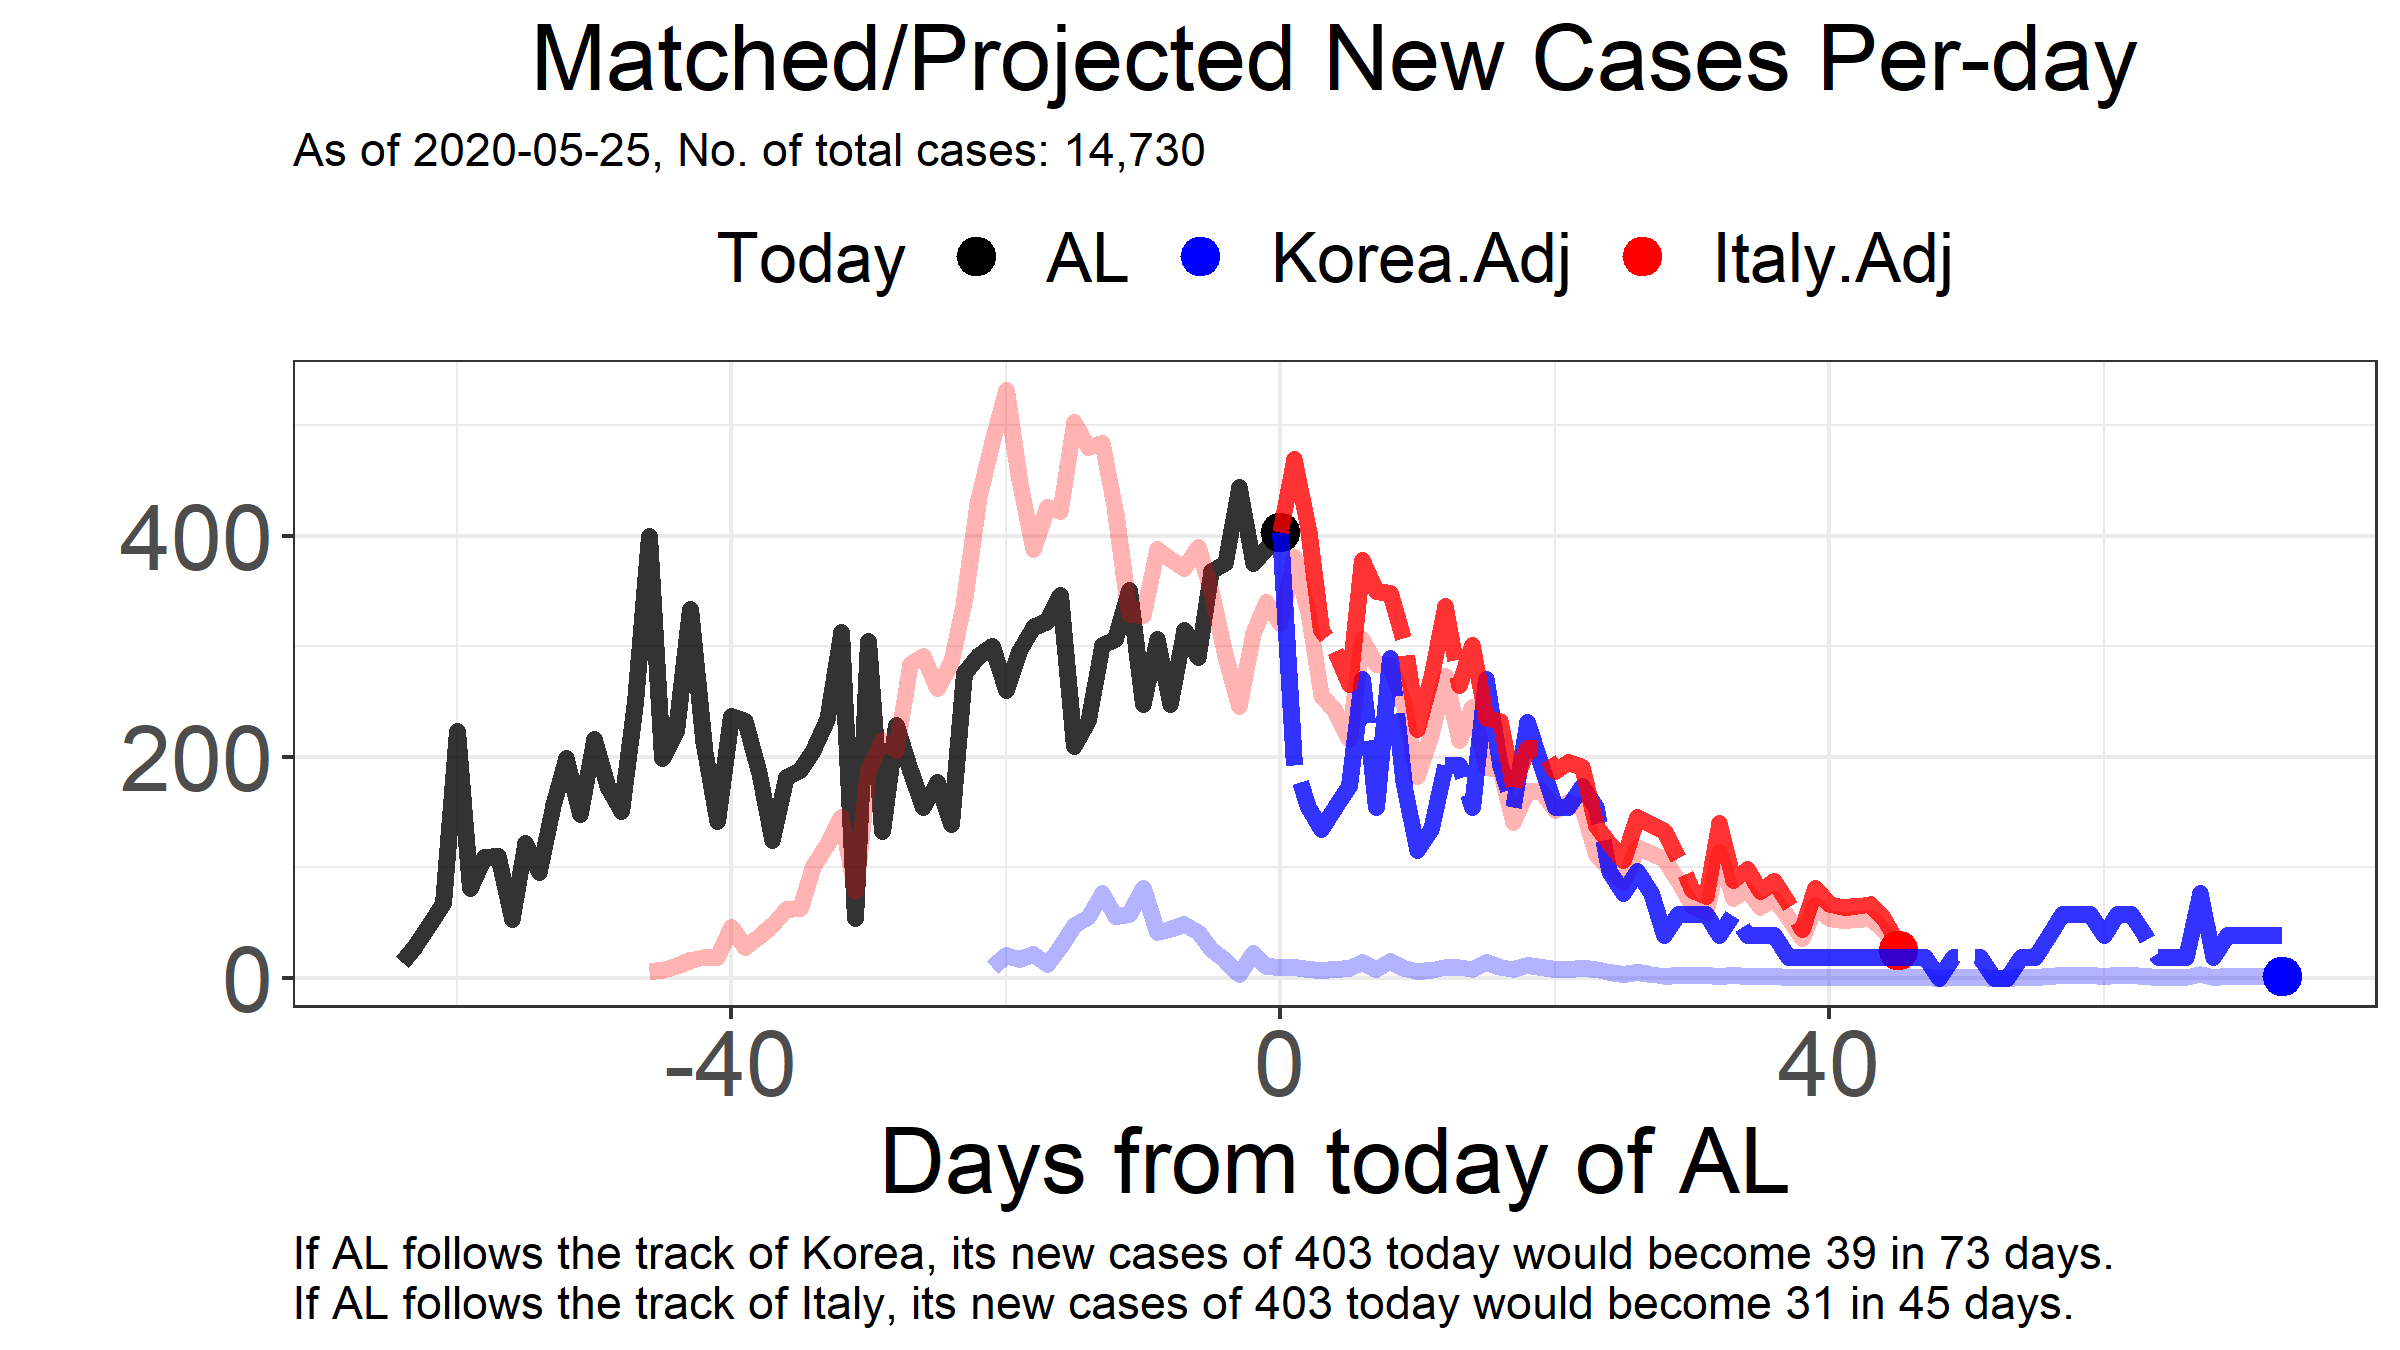 Matched/Projected New Cases Per-day
As of 2020-05-25, No. of total cases: 14,730
Today AL Korea.Adj Italy.Adj
400
200
0
-40 0 40
Days from today of AL
If AL follows the track of Korea, its new cases of 403 today would become 39 in 73 days.
If AL follows the track of Italy, its new cases of 403 today would become 31 in 45 days.